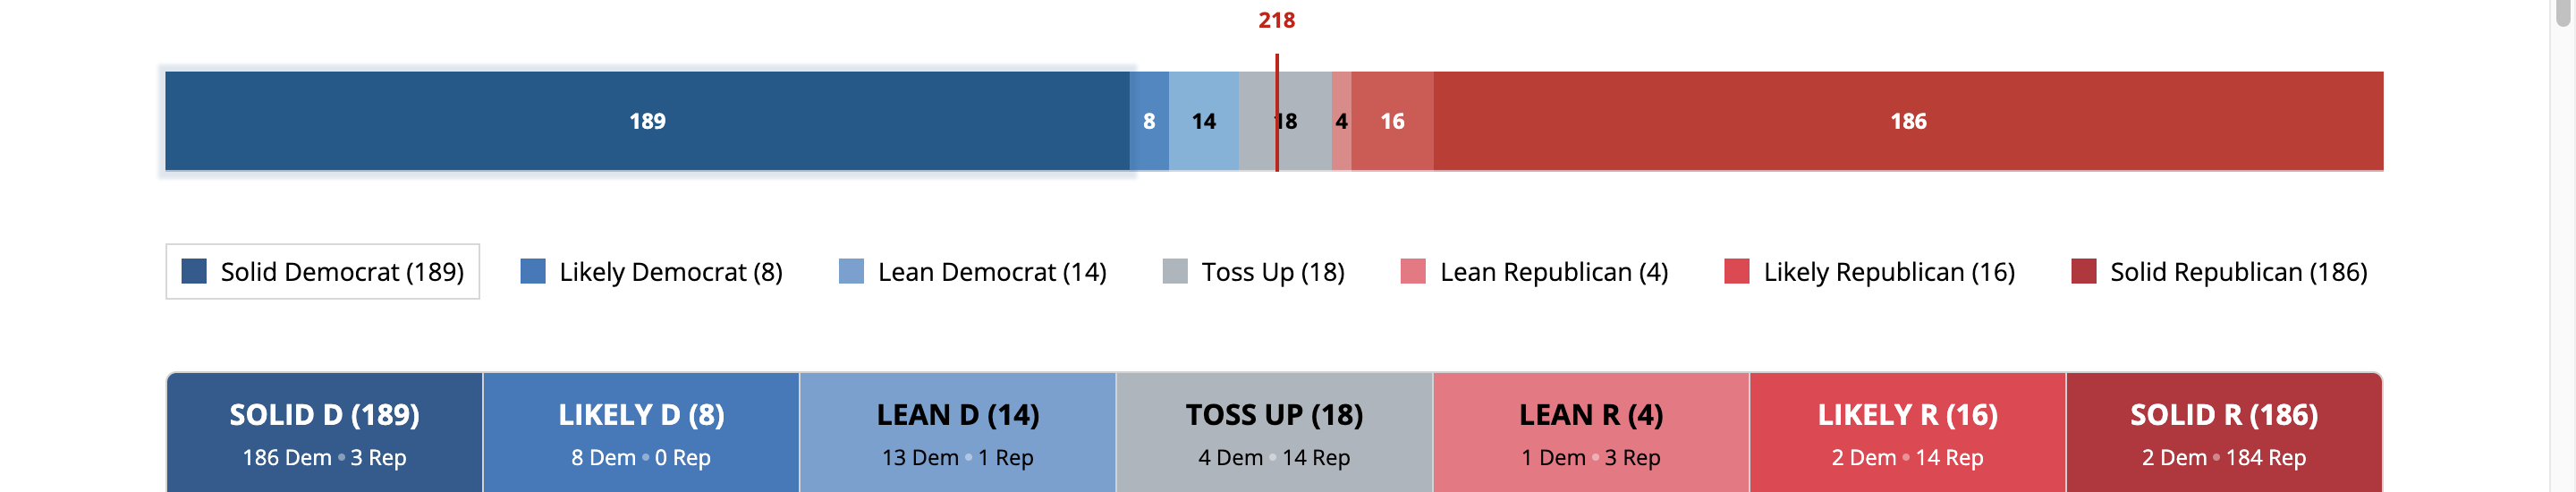 218
189 8 14 18 4 16 186
Solid Democrat (189) Likely Democrat (8) Lean Democrat (14) Toss Up (18) Lean Republican (4) Likely Republican (16) Solid Republican (186)
SOLID D (189) LIKELY D (8) LEAN D (14) TOSS UP (18) LEAN R (4) LIKELY R (16) SOLID R (186)
186 Dem • 3 Rep 8 Dem • 0 Rep 13 Dem • 1 Rep 4 Dem • 14 Rep 1 Dem • 3 Rep 2 Dem • 14 Rep 2 Dem • 184 Rep